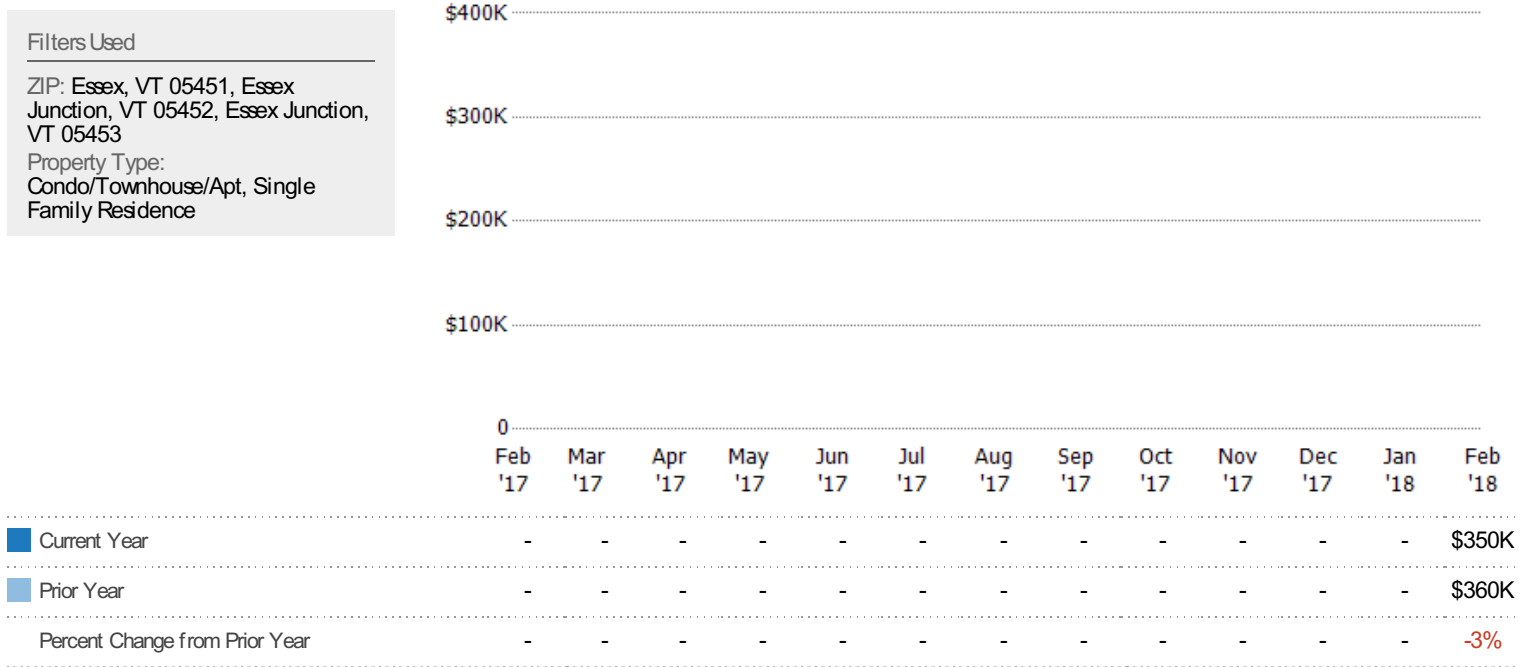 Filters Used
ZIP: Essex, VT 05451, Essex
Junction, VT 05452, Essex Junction,
VT 05453
Property Type:
Condo/Townhouse/Apt, Single
Family Residence
$400K
$300K
$200K
$100K
0
Feb '17 Mar '17 Apr '17 May '17 Jun '17 Jul '17 Aug '17 Sep '17 Oct '17 Nov '17 Dec '17 Jan '18 Feb '18
Current Year - - - - - - - - - - - - $350K
Prior Year - - - - - - - - - - - - $360K
Percent Change from Prior Year - - - - - - - - - - - - -3%